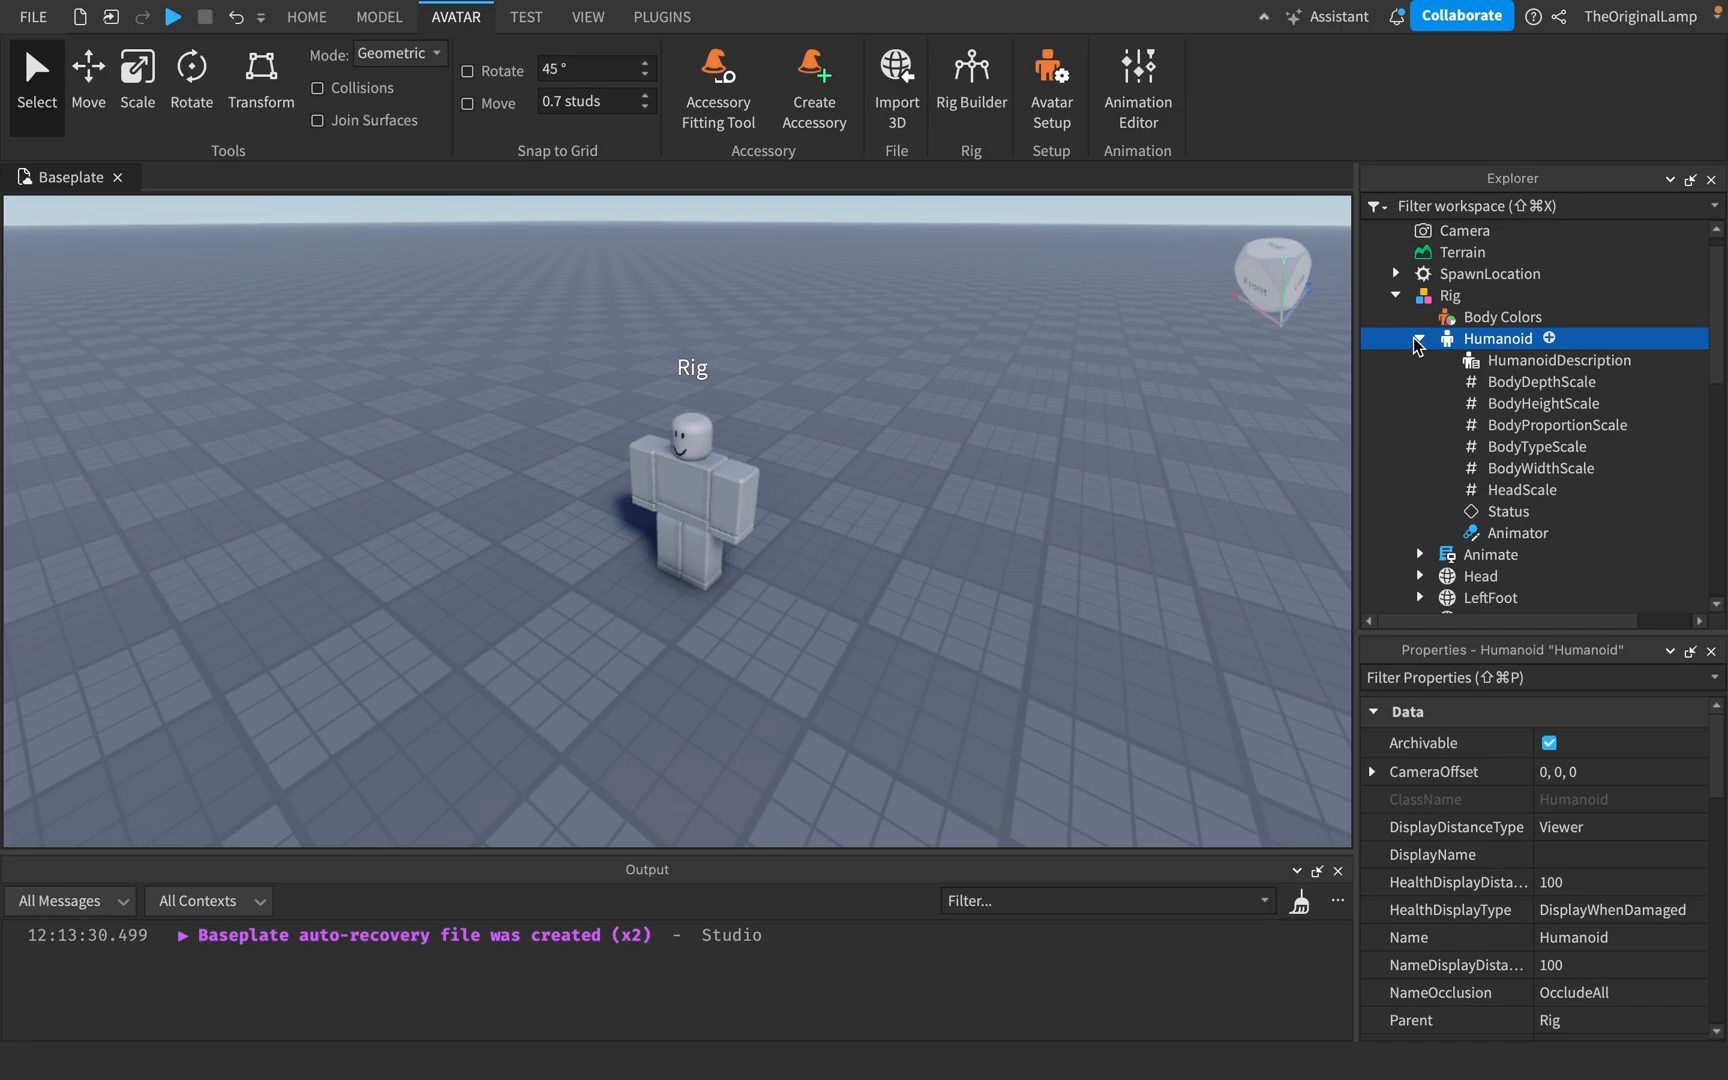 FILE HOME MODEL AVATAR TEST VIEW PLUGINS Assistant Collaborate TheOriginalLamp
Select Move Scale Rotate Transform
Mode: Geometric
Collisions
Join Surfaces
Tools
Rotate 45 °
Move 0.7 studs
Snap to Grid
Accessory
Fitting Tool
Create
Accessory
Accessory
Import
3D
File
Rig Builder
Rig
Avatar
Setup
Setup
Animation
Editor
Animation
Baseplate
Rig
Front
Explorer
Filter workspace (⇧⌘X)
Camera
Terrain
SpawnLocation
Rig
Body Colors
Humanoid
HumanoidDescription
# BodyDepthScale
# BodyHeightScale
# BodyProportionScale
# BodyTypeScale
# BodyWidthScale
# HeadScale
Status
Animator
Animate
Head
LeftFoot
Properties - Humanoid "Humanoid"
Filter Properties (⇧⌘P)
Data
Archivable
CameraOffset 0, 0, 0
ClassName Humanoid
DisplayDistanceType Viewer
DisplayName
HealthDisplayDista... 100
HealthDisplayType DisplayWhenDamaged
Name Humanoid
NameDisplayDista... 100
NameOcclusion OccludeAll
Parent Rig
Output
All Messages All Contexts Filter... ...
12:13:30.499 ▶ Baseplate auto-recovery file was created (x2) - Studio